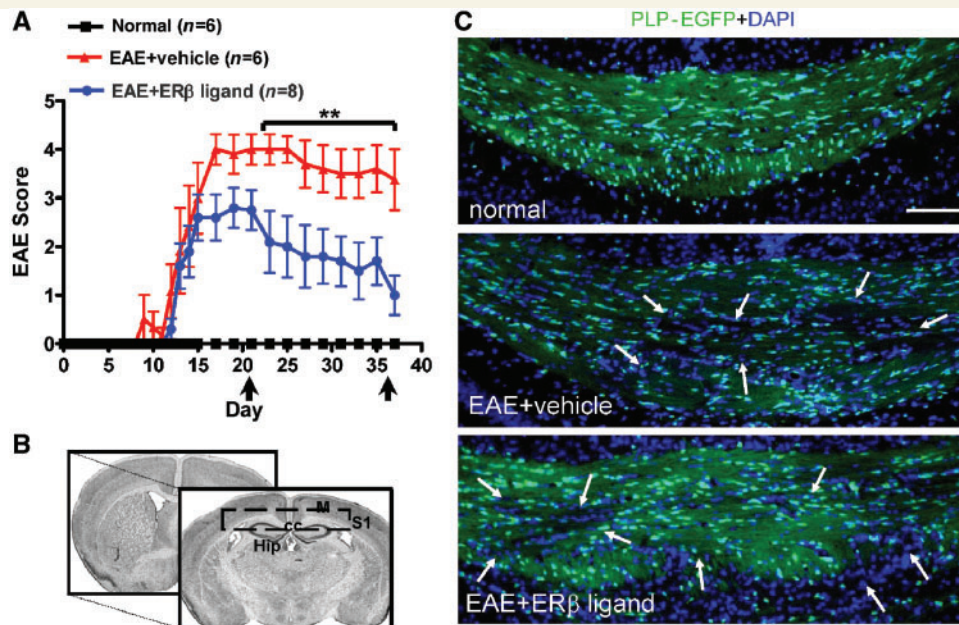 A
Normal (n=6)
EAE+vehicle (n=6)
EAE+ERβ ligand (n=8)
**
EAE Score
5
4
3
2
1
0
0 5 10 15 20 25 30 35 40
Day
B
M
S1
cc
Hip
C
PLP-EGFP+DAPI
normal
EAE+vehicle
EAE+ERβ ligand